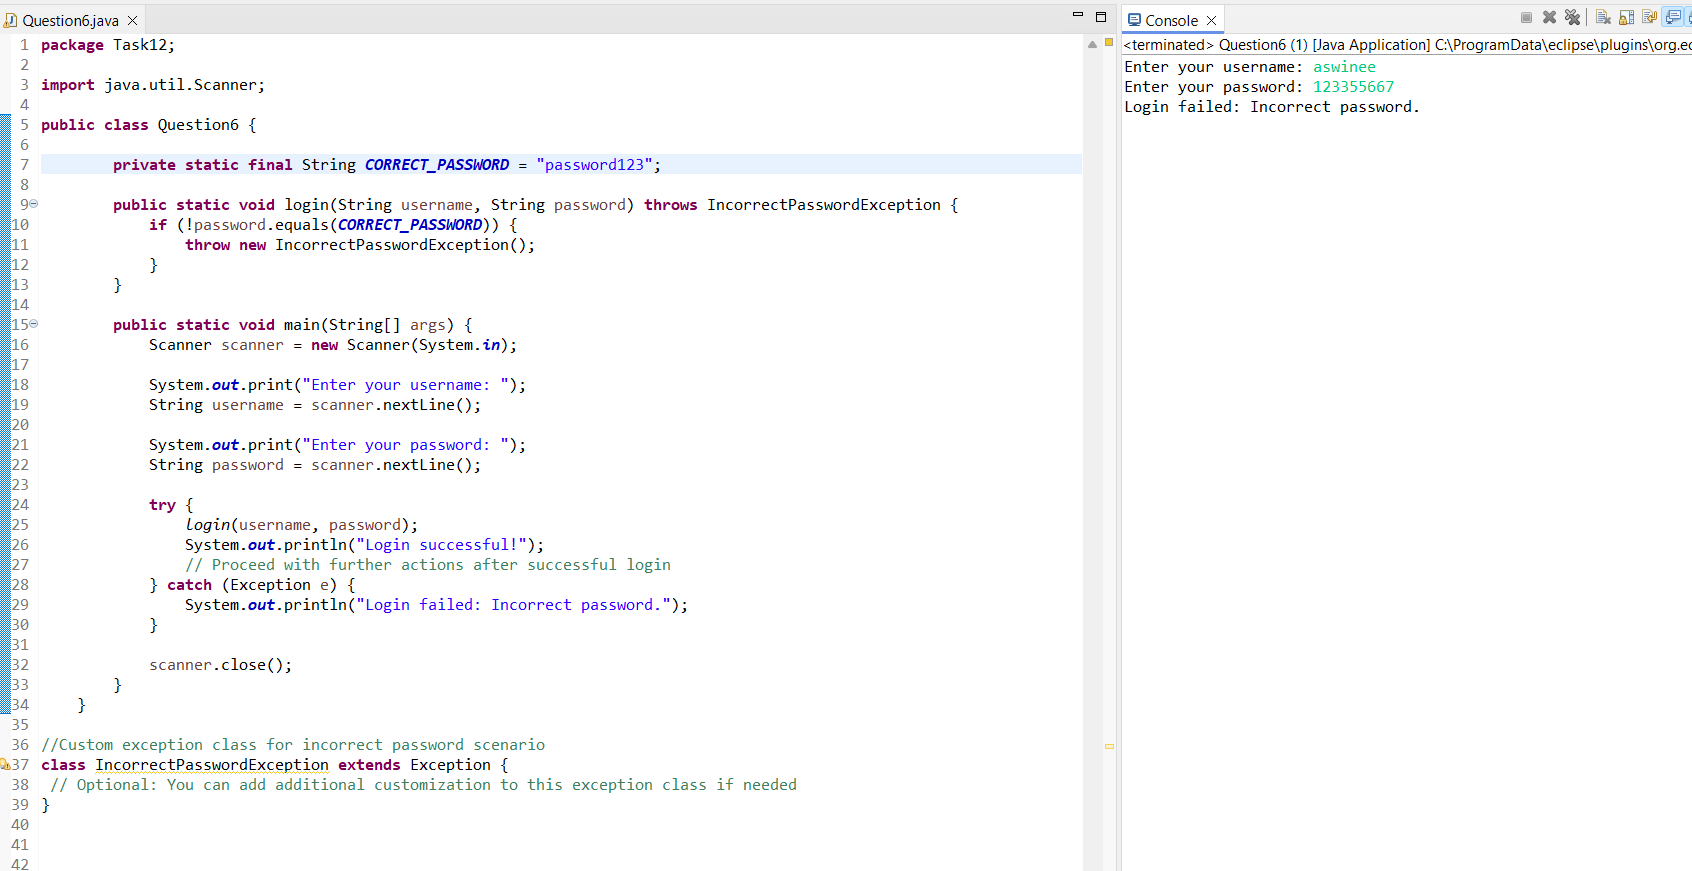 Question6.java
1 package Task12;
2
3 import java.util.Scanner;
4
5 public class Question6 {
6
7 private static final String CORRECT_PASSWORD = "password123";
8
9 public static void login(String username, String password) throws IncorrectPasswordException {
10 if (!password.equals(CORRECT_PASSWORD)) {
11 throw new IncorrectPasswordException();
12 }
13 }
14
15 public static void main(String[] args) {
16 Scanner scanner = new Scanner(System.in);
17
18 System.out.print("Enter your username: ");
19 String username = scanner.nextLine();
20
21 System.out.print("Enter your password: ");
22 String password = scanner.nextLine();
23
24 try {
25 login(username, password);
26 System.out.println("Login successful!");
27 // Proceed with further actions after successful login
28 } catch (Exception e) {
29 System.out.println("Login failed: Incorrect password.");
30 }
31
32 scanner.close();
33 }
34 }
35
36 //Custom exception class for incorrect password scenario
37 class IncorrectPasswordException extends Exception {
38 // Optional: You can add additional customization to this exception class if needed
39 }
40
41
42
Console
<terminated> Question6 (1) [Java Application] C:\ProgramData\eclipse\plugins\org.ec
Enter your username: aswinee
Enter your password: 123355667
Login failed: Incorrect password.